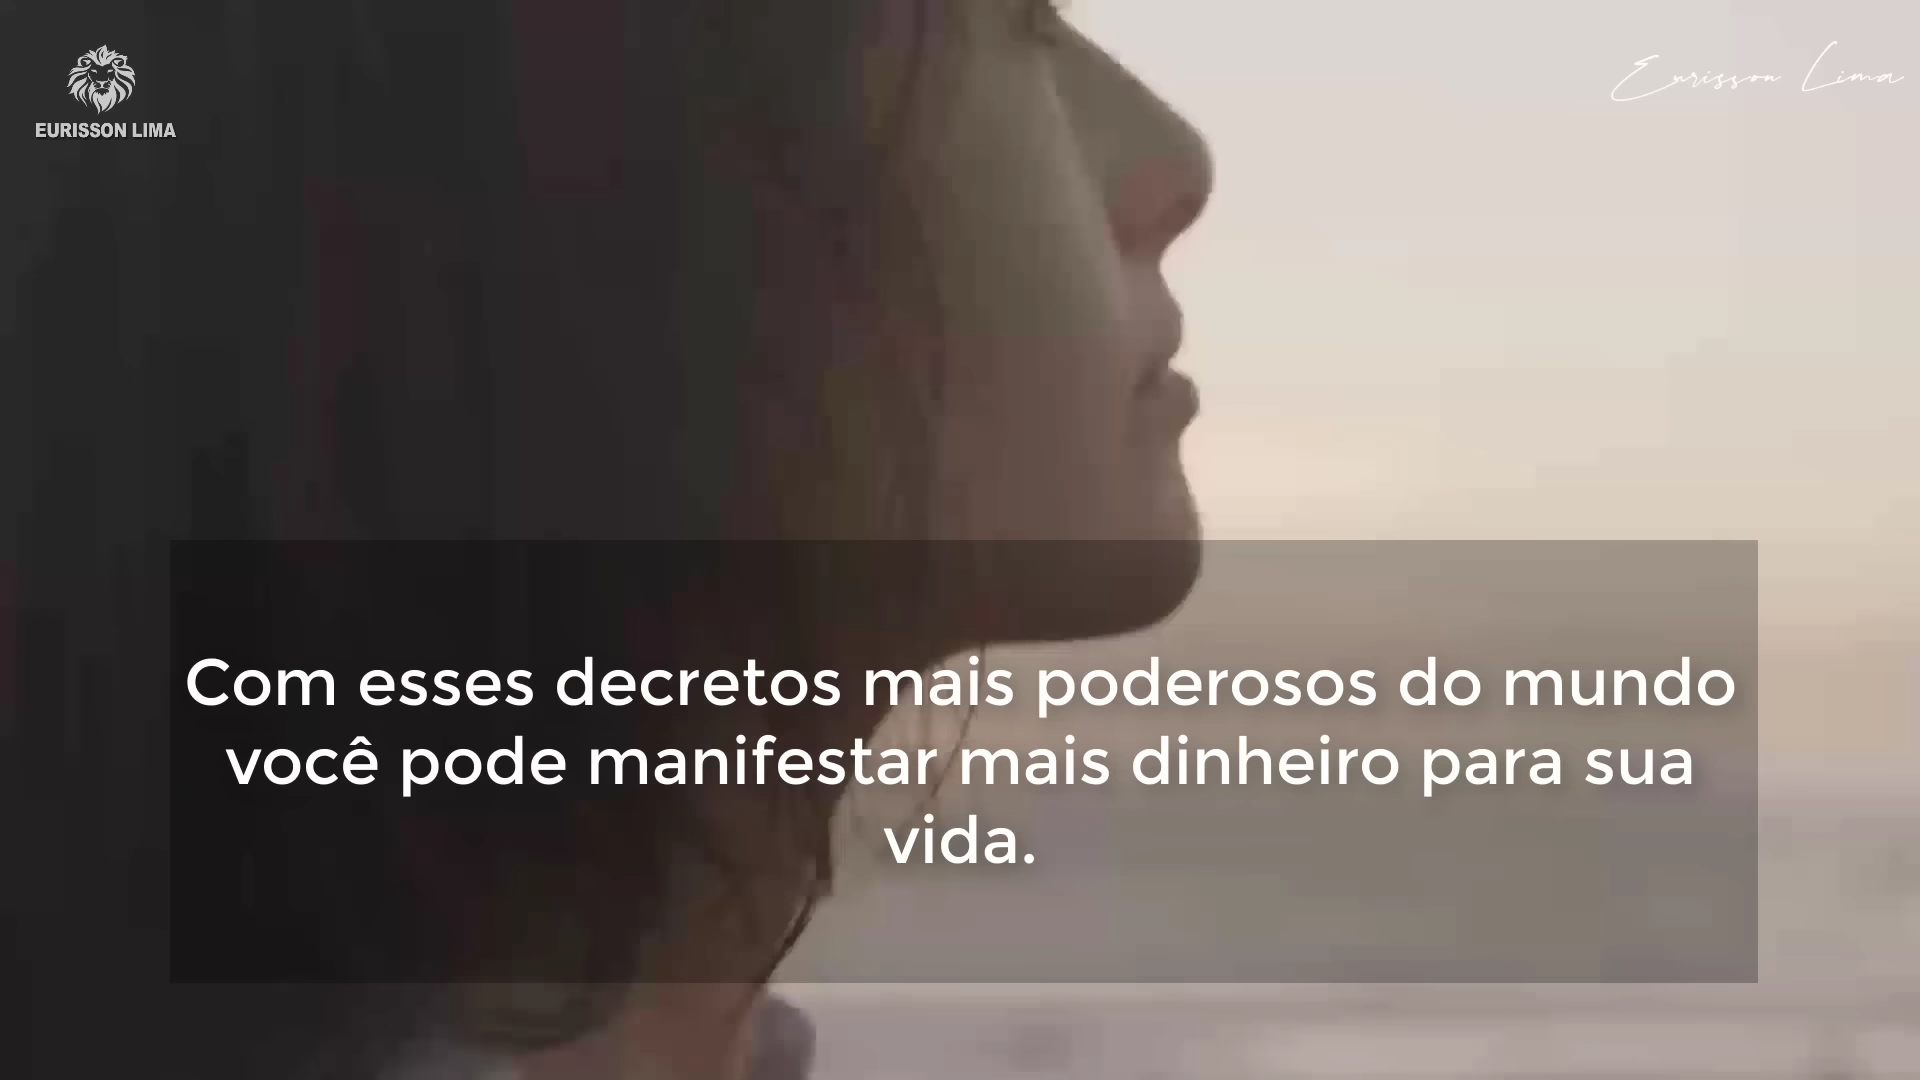 EURISSON LIMA
Eurisson Lima
Com esses decretos mais poderosos do mundo
você pode manifestar mais dinheiro para sua
vida.